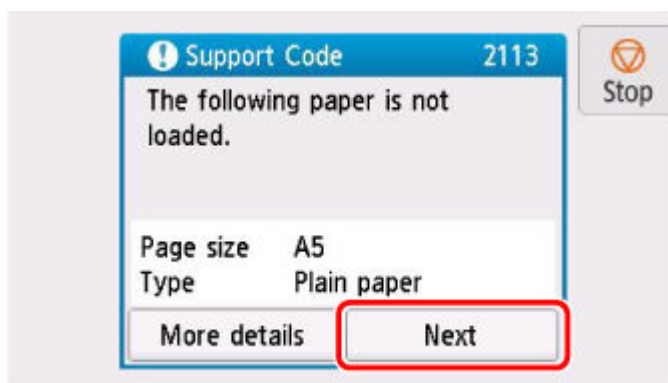 Support Code 2113
Stop
The following paper is not
loaded.
Page size A5
Type Plain paper
More details Next